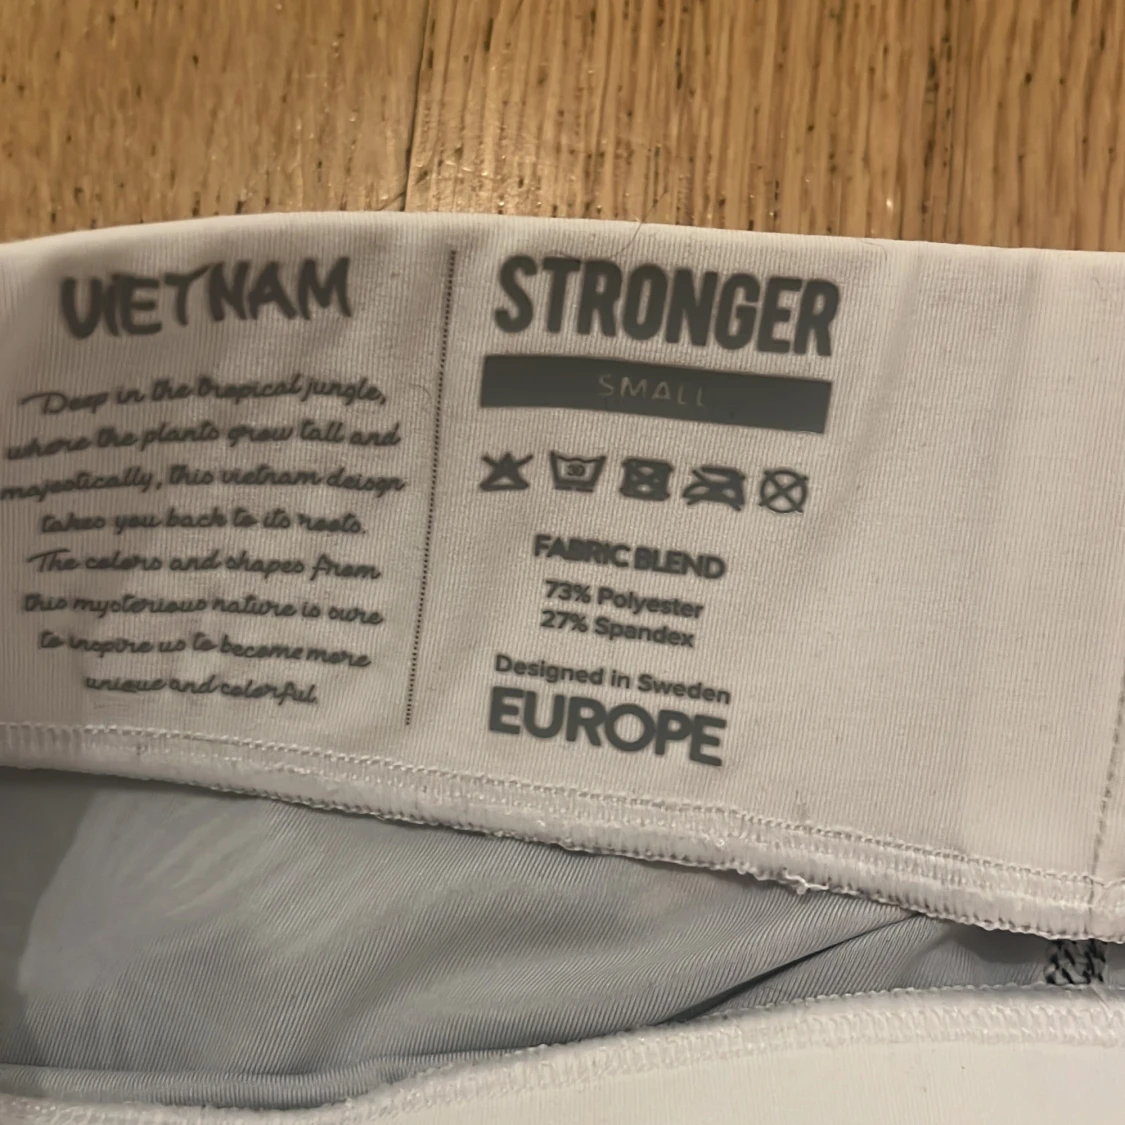 VIETNAM
Deep in the tropical jungle,
where the plants grow tall and
majestically, this vietnam deisgn
takes you back to its roots.
The colors and shapes from
this mysterious nature is sure
to inspire us to become more
unique and colorful.
STRONGER
SMALL
30
FABRIC BLEND
73% Polyester
27% Spandex
Designed in Sweden
EUROPE